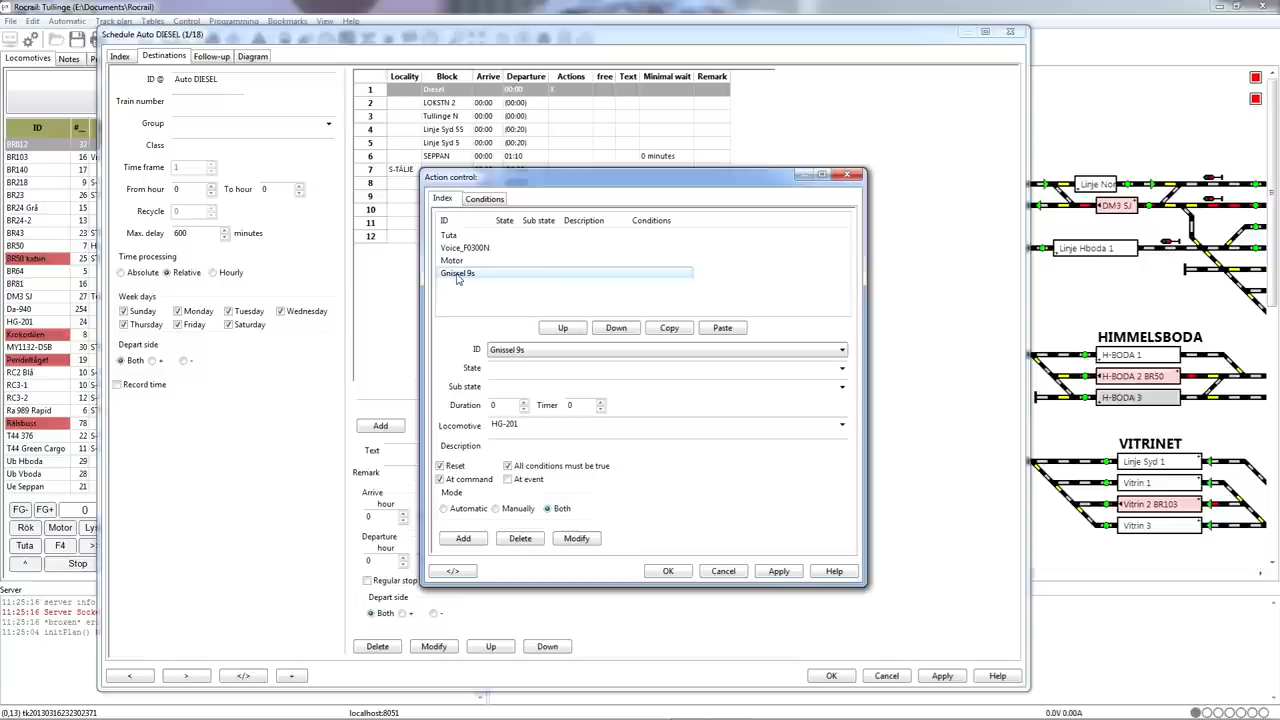 Rocrail: Tullinge (E:\Documents\Rocrail)
File Edit Automatic Track plan Tables Control Programming Bookmarks View Help
Schedule Auto DIESEL (1/18)
Locomotives Notes
Index Destinations Follow-up Diagram
ID @ Auto DIESEL
Train number
Group
Class
Time frame 1
From hour 0 To hour 0
Recycle 0
Max. delay 600 minutes
Time processing
Absolute Relative Hourly
Week days
Sunday Monday Tuesday Wednesday
Thursday Friday Saturday
Depart side
Both + -
Record time
Locality Block Arrive Departure Actions free Text Minimal wait Remark
1 Diesel 00:00 X
2 LOKSTN 2 00:00 (00:00)
3 Tullinge N 00:00 (00:00)
4 Linje Syd 5S 00:00 (00:20)
5 Linje Syd 5 00:00 (00:20)
6 SEPPAN 00:00 01:10 0 minutes
7 S-TÄLJE
8
9
10
11
12
ID #_
BR012 32
BR103 16
BR140 17
BR218 9
BR23 26
BR24 Grå 15
BR24-2 13
BR43 23
BR50 7
BR50 kabin 25
BR64 5
BR81 16
DM3 SJ 27
Da-940 254
HG-201 24
Krokodilen 8
MY1132-DSB 30
Pendeltåget 19
RC2 Blå 10
RC3-1 12
RC3-2 12
Ra 989 Rapid 6
Rälsbuss 78
T44 376 22
T44 Green Cargo 11
Ub Hboda 29
Ub Vboda 28
Ue Seppan 21
FG- FG+ 0
Rök Motor
Tuta F4 >>
^ Stop
Server
11:25:16 server info
11:25:16 Server Socke
11:25:16 *broken*
11:25:04 initPlan()
Add
Text
Remark
Arrive
hour
0
Departure
hour
0
Regular stop
Depart side
Both + -
Delete Modify Up Down
< > </> +
OK Cancel Apply Help
Action control:
Index Conditions
ID State Sub state Description Conditions
Tuta
Voice_F0300N
Motor
Gnissel 9s
Up Down Copy Paste
ID Gnissel 9s
State
Sub state
Duration 0 Timer 0
Locomotive HG-201
Description
Reset All conditions must be true
At command At event
Mode
Automatic Manually Both
Add Delete Modify
</> OK Cancel Apply Help
Linje Nor
DM3 SJ
Linje Hboda 1
HIMMELSBODA
H-BODA 1
H-BODA 2 BR50
H-BODA 3
VITRINET
Linje Syd 1
Vitrin 1
Vitrin 2 BR103
Vitrin 3
(0,13) tk20130316232302371 localhost:8051 0.0V 0.00A